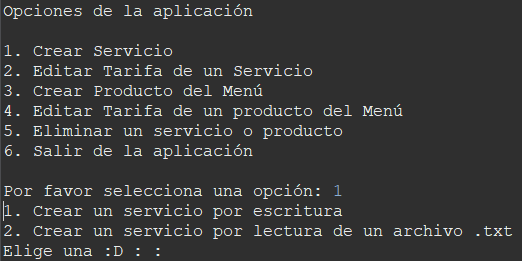 Opciones de la aplicación
1. Crear Servicio
2. Editar Tarifa de un Servicio
3. Crear Producto del Menú
4. Editar Tarifa de un producto del Menú
5. Eliminar un servicio o producto
6. Salir de la aplicación
Por favor selecciona una opción: 1
1. Crear un servicio por escritura
2. Crear un servicio por lectura de un archivo .txt
Elige una :D : :